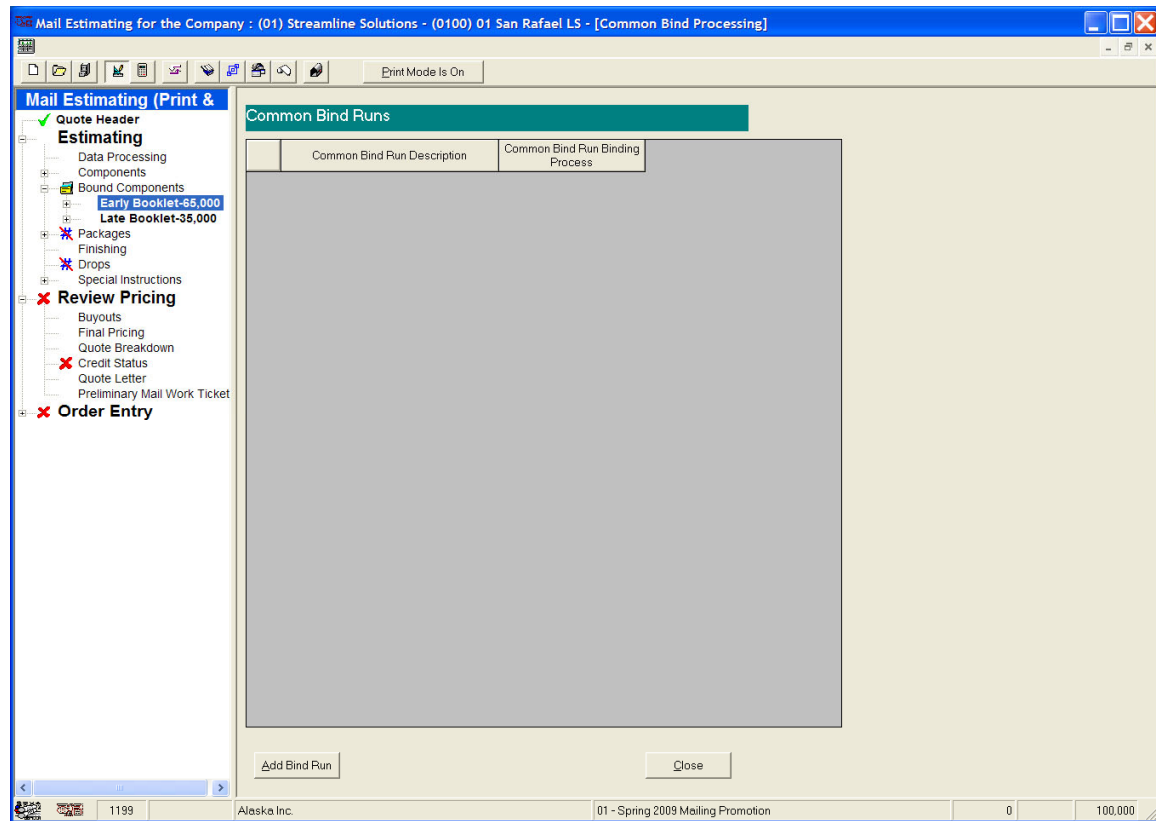 Mail Estimating for the Company : (01) Streamline Solutions - (0100) 01 San Rafael LS - [Common Bind Processing]
Print Mode Is On
Mail Estimating (Print &
Quote Header
Estimating
Data Processing
Components
Bound Components
Early Booklet-65,000
Late Booklet-35,000
Packages
Finishing
Drops
Special Instructions
Review Pricing
Buyouts
Final Pricing
Quote Breakdown
Credit Status
Quote Letter
Preliminary Mail Work Ticket
Order Entry
Common Bind Runs
Common Bind Run Description
Common Bind Run Binding
Process
Add Bind Run
Close
1199
Alaska Inc.
01 - Spring 2009 Mailing Promotion
0
100,000